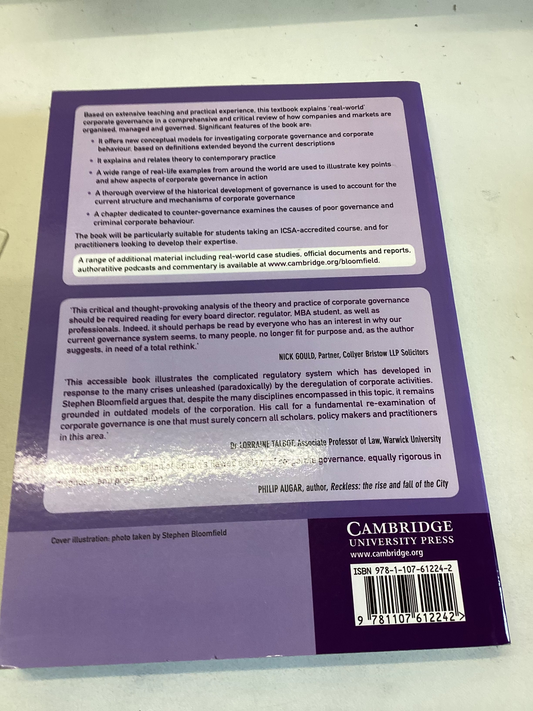 Based on extensive teaching and practical experience, this textbook explains 'real-world'
corporate governance in a comprehensive and critical review of how companies and markets are
organised, managed and governed. Significant features of the book are:
• It offers new conceptual models for investigating corporate governance and corporate
behaviour, based on definitions extended beyond the current descriptions
• It explains and relates theory to contemporary practice
• A wide range of real-life examples from around the world are used to illustrate key points
and show aspects of corporate governance in action
• A thorough overview of the historical development of governance is used to account for the
current structure and mechanisms of corporate governance
• A chapter dedicated to counter-governance examines the causes of poor governance and
criminal corporate behaviour.
The book will be particularly suitable for students taking an ICSA-accredited course, and for
practitioners looking to develop their expertise.
A range of additional material including real-world case studies, official documents and reports,
authoratitive podcasts and commentary is available at www.cambridge.org/bloomfield.
'This critical and thought-provoking analysis of the theory and practice of corporate governance
should be required reading for every board director, regulator, MBA student, as well as
professionals. Indeed, it should perhaps be read by everyone who has an interest in why our
current governance system seems, to many people, no longer fit for purpose and, as the author
suggests, in need of a total rethink.'
NICK GOULD, Partner, Collyer Bristow LLP Solicitors
'This accessible book illustrates the complicated regulatory system which has developed in
response to the many crises unleashed (paradoxically) by the deregulation of corporate activities.
Stephen Bloomfield argues that, despite the many disciplines encompassed in this topic, it remains
grounded in outdated models of the corporation. His call for a fundamental re-examination of
corporate governance is one that must surely concern all scholars, policy makers and practitioners
in this area.'
Dr LORRAINE TALBOT, Associate Professor of Law, Warwick University
governance, equally rigorous in
PHILIP AUGAR, author, Reckless: the rise and fall of the City
Cover illustration: photo taken by Stephen Bloomfield
CAMBRIDGE
UNIVERSITY PRESS
www.cambridge.org
ISBN 978-1-107-61224-2
9 781107 612242 >